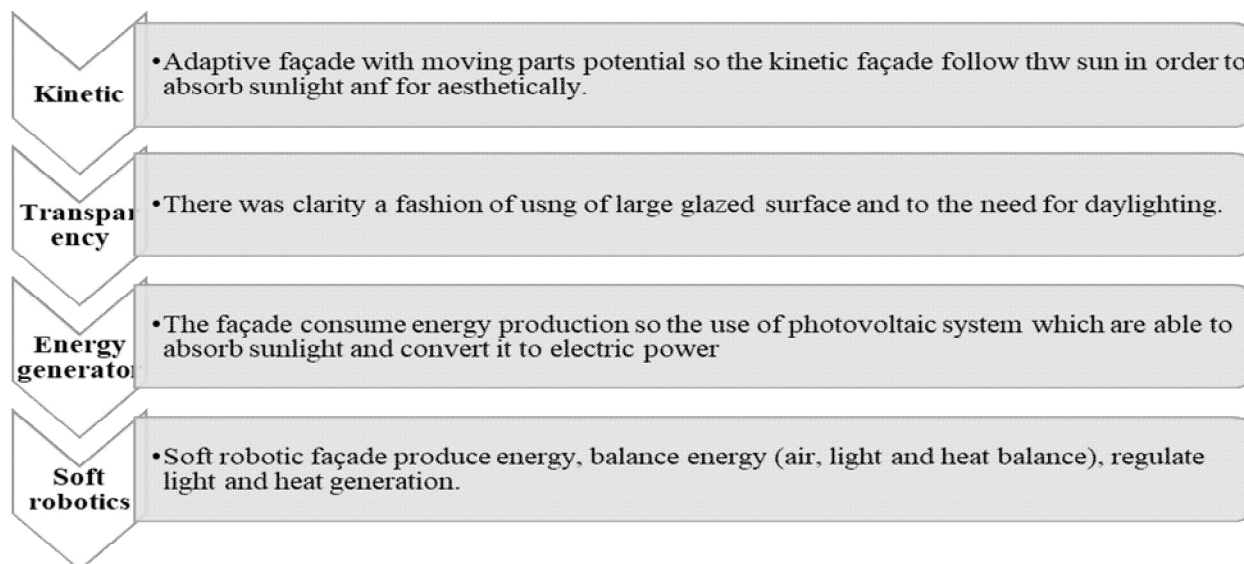 Kinetic
•Adaptive façade with moving parts potential so the kinetic façade follow thw sun in order to
absorb sunlight anf for aesthetically.
Transpar
ency
•There was clarity a fashion of usng of large glazed surface and to the need for daylighting.
Energy
generator
•The façade consume energy production so the use of photovoltaic system which are able to
absorb sunlight and convert it to electric power
Soft
robotics
•Soft robotic façade produce energy, balance energy (air, light and heat balance), regulate
light and heat generation.